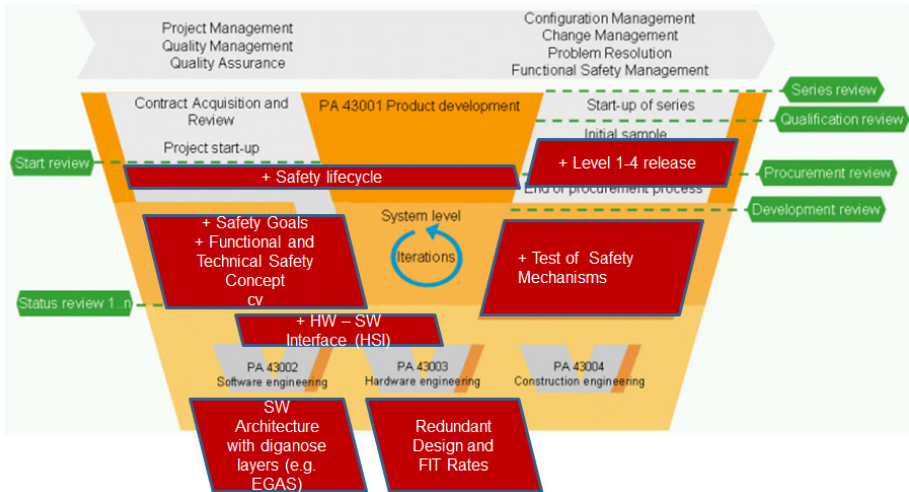 Project Management
Quality Management
Quality Assurance
Configuration Management
Change Management
Problem Resolution
Functional Safety Management
Series review
Contract Acquisition and
Review
PA 43001 Product development
Start-up of series
Qualification review
Initial sample
Project start-up
Start review
+ Level 1-4 release
+ Safety lifecycle
Procurement review
End of procurement process
Development review
System level
Iterations
+ Safety Goals
+ Functional and
Technical Safety
Concept
cv
+ Test of Safety
Mechanisms
Status review 1..n
+ HW – SW
Interface (HSI)
PA 43002
Software engineering
PA 43003
Hardware engineering
PA 43004
Construction engineering
SW
Architecture
with diganose
layers (e.g.
EGAS)
Redundant
Design and
FIT Rates